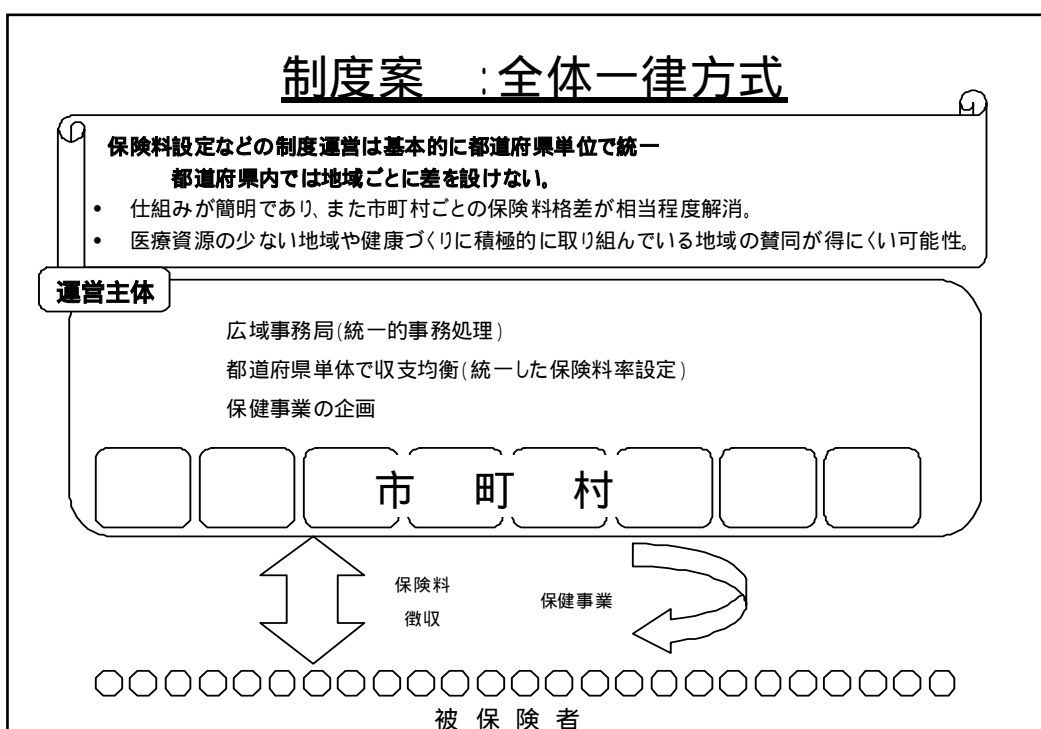 制度案　:全体一律方式
保険料設定などの制度運営は基本的に都道府県単位で統一
都道府県内では地域ごとに差を設けない。
• 仕組みが簡明であり、また市町村ごとの保険料格差が相当程度解消。
• 医療資源の少ない地域や健康づくりに積極的に取り組んでいる地域の賛同が得にくい可能性。
運営主体
広域事務局(統一的事務処理)
都道府県単体で収支均衡(統一した保険料率設定)
保健事業の企画
市　町　村
保険料
徴収
保健事業
被保険者